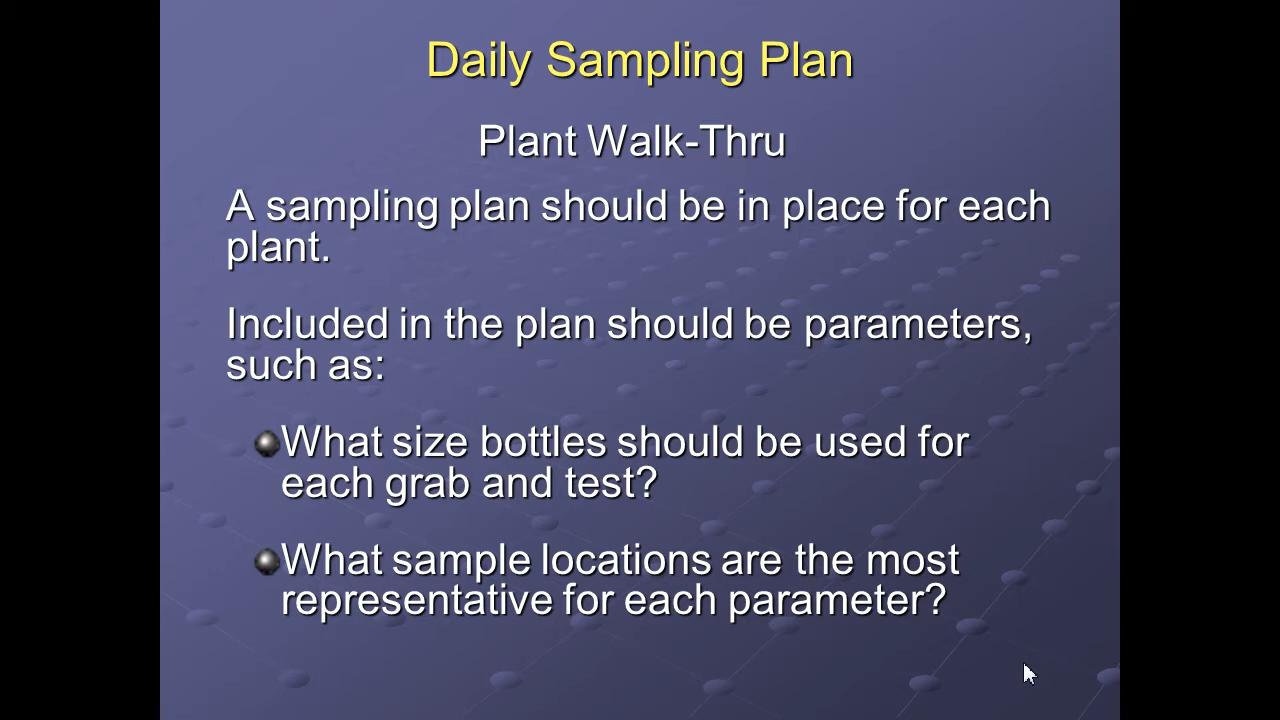 Daily Sampling Plan
Plant Walk-Thru
A sampling plan should be in place for each
plant.
Included in the plan should be parameters,
such as:
What size bottles should be used for
each grab and test?
What sample locations are the most
representative for each parameter?